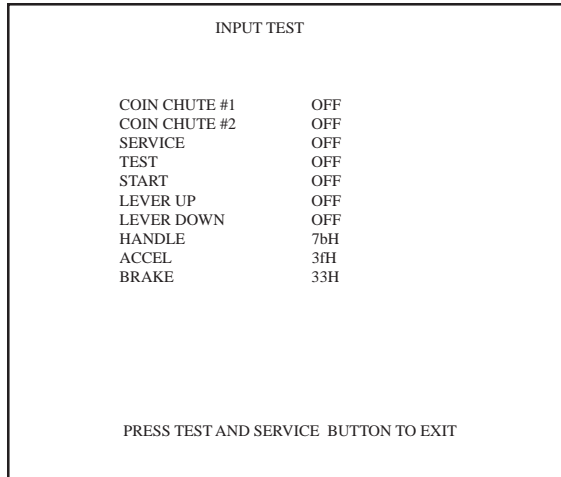 INPUT TEST
COIN CHUTE #1 OFF
COIN CHUTE #2 OFF
SERVICE OFF
TEST OFF
START OFF
LEVER UP OFF
LEVER DOWN OFF
HANDLE 7bH
ACCEL 3fH
BRAKE 33H
PRESS TEST AND SERVICE BUTTON TO EXIT